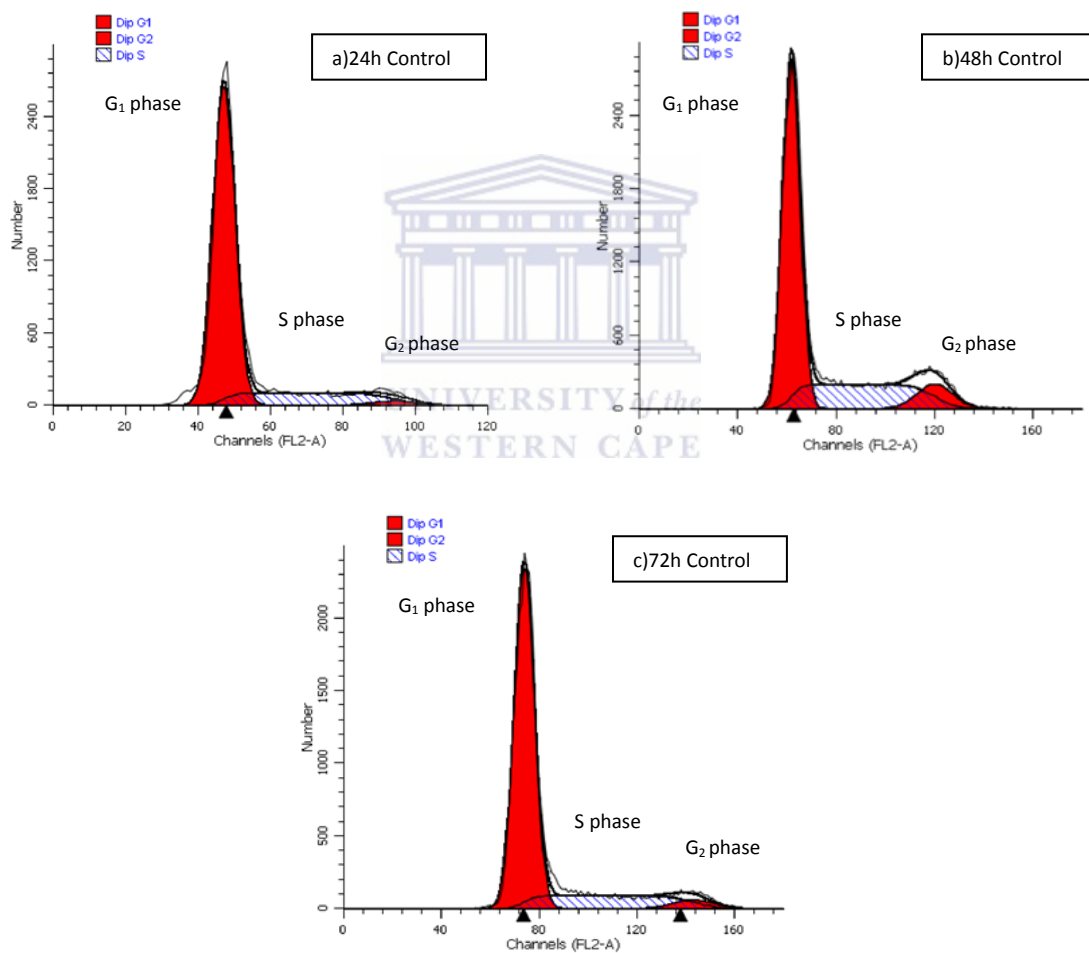 Dip G1
Dip G2
Dip S
a)24h Control
G₁ phase
S phase
G₂ phase
Number
0 600 1200 1800 2400
0 20 40 60 80 100 120
Channels (FL2-A)
Dip G1
Dip G2
Dip S
b)48h Control
G₁ phase
S phase
G₂ phase
Number
0 600 1200 1800 2400
0 40 80 120 160
Channels (FL2-A)
UNIVERSITY of the
WESTERN CAPE
Dip G1
Dip G2
Dip S
c)72h Control
G₁ phase
S phase
G₂ phase
Number
0 500 1000 1500 2000
0 40 80 120 160
Channels (FL2-A)